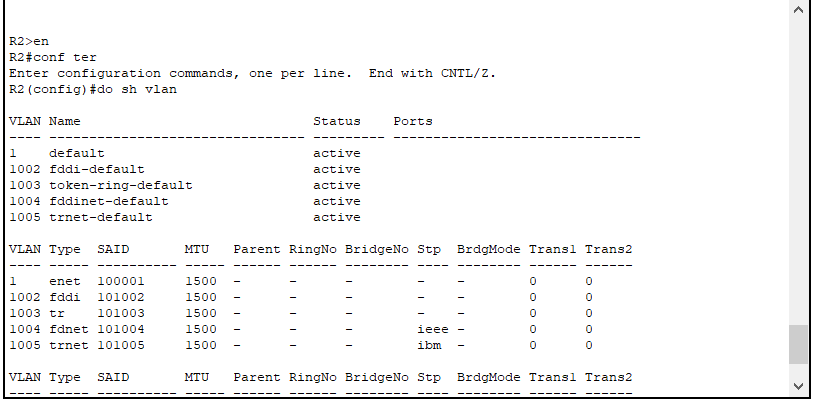 R2>en
R2#conf ter
Enter configuration commands, one per line.  End with CNTL/Z.
R2(config)#do sh vlan

VLAN Name                             Status    Ports
---- -------------------------------- --------- -------------------------------
1    default                          active
1002 fddi-default                     active
1003 token-ring-default               active
1004 fddinet-default                  active
1005 trnet-default                    active

VLAN Type  SAID       MTU   Parent RingNo BridgeNo Stp  BrdgMode Trans1 Trans2
---- ----- ---------- ----- ------ ------ -------- ---- -------- ------ ------
1    enet  100001     1500  -      -      -        -    -        0      0
1002 fddi  101002     1500  -      -      -        -    -        0      0
1003 tr    101003     1500  -      -      -        -    -        0      0
1004 fdnet 101004     1500  -      -      -        ieee -        0      0
1005 trnet 101005     1500  -      -      -        ibm  -        0      0

VLAN Type  SAID       MTU   Parent RingNo BridgeNo Stp  BrdgMode Trans1 Trans2
---- ----- ---------- ----- ------ ------ -------- ---- -------- ------ ------